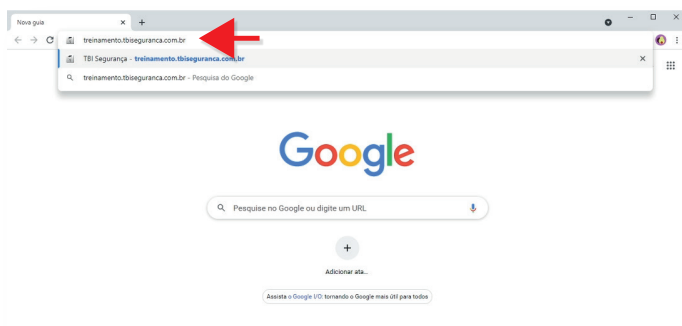 Nova guia
treinamento.tbiseguranca.com.br
TBI Segurança - treinamento.tbiseguranca.com.br
treinamento.tbiseguranca.com.br - Pesquisa do Google
Google
Pesquise no Google ou digite um URL
Adicionar ata...
Assista o Google I/O: tornando o Google mais útil para todos